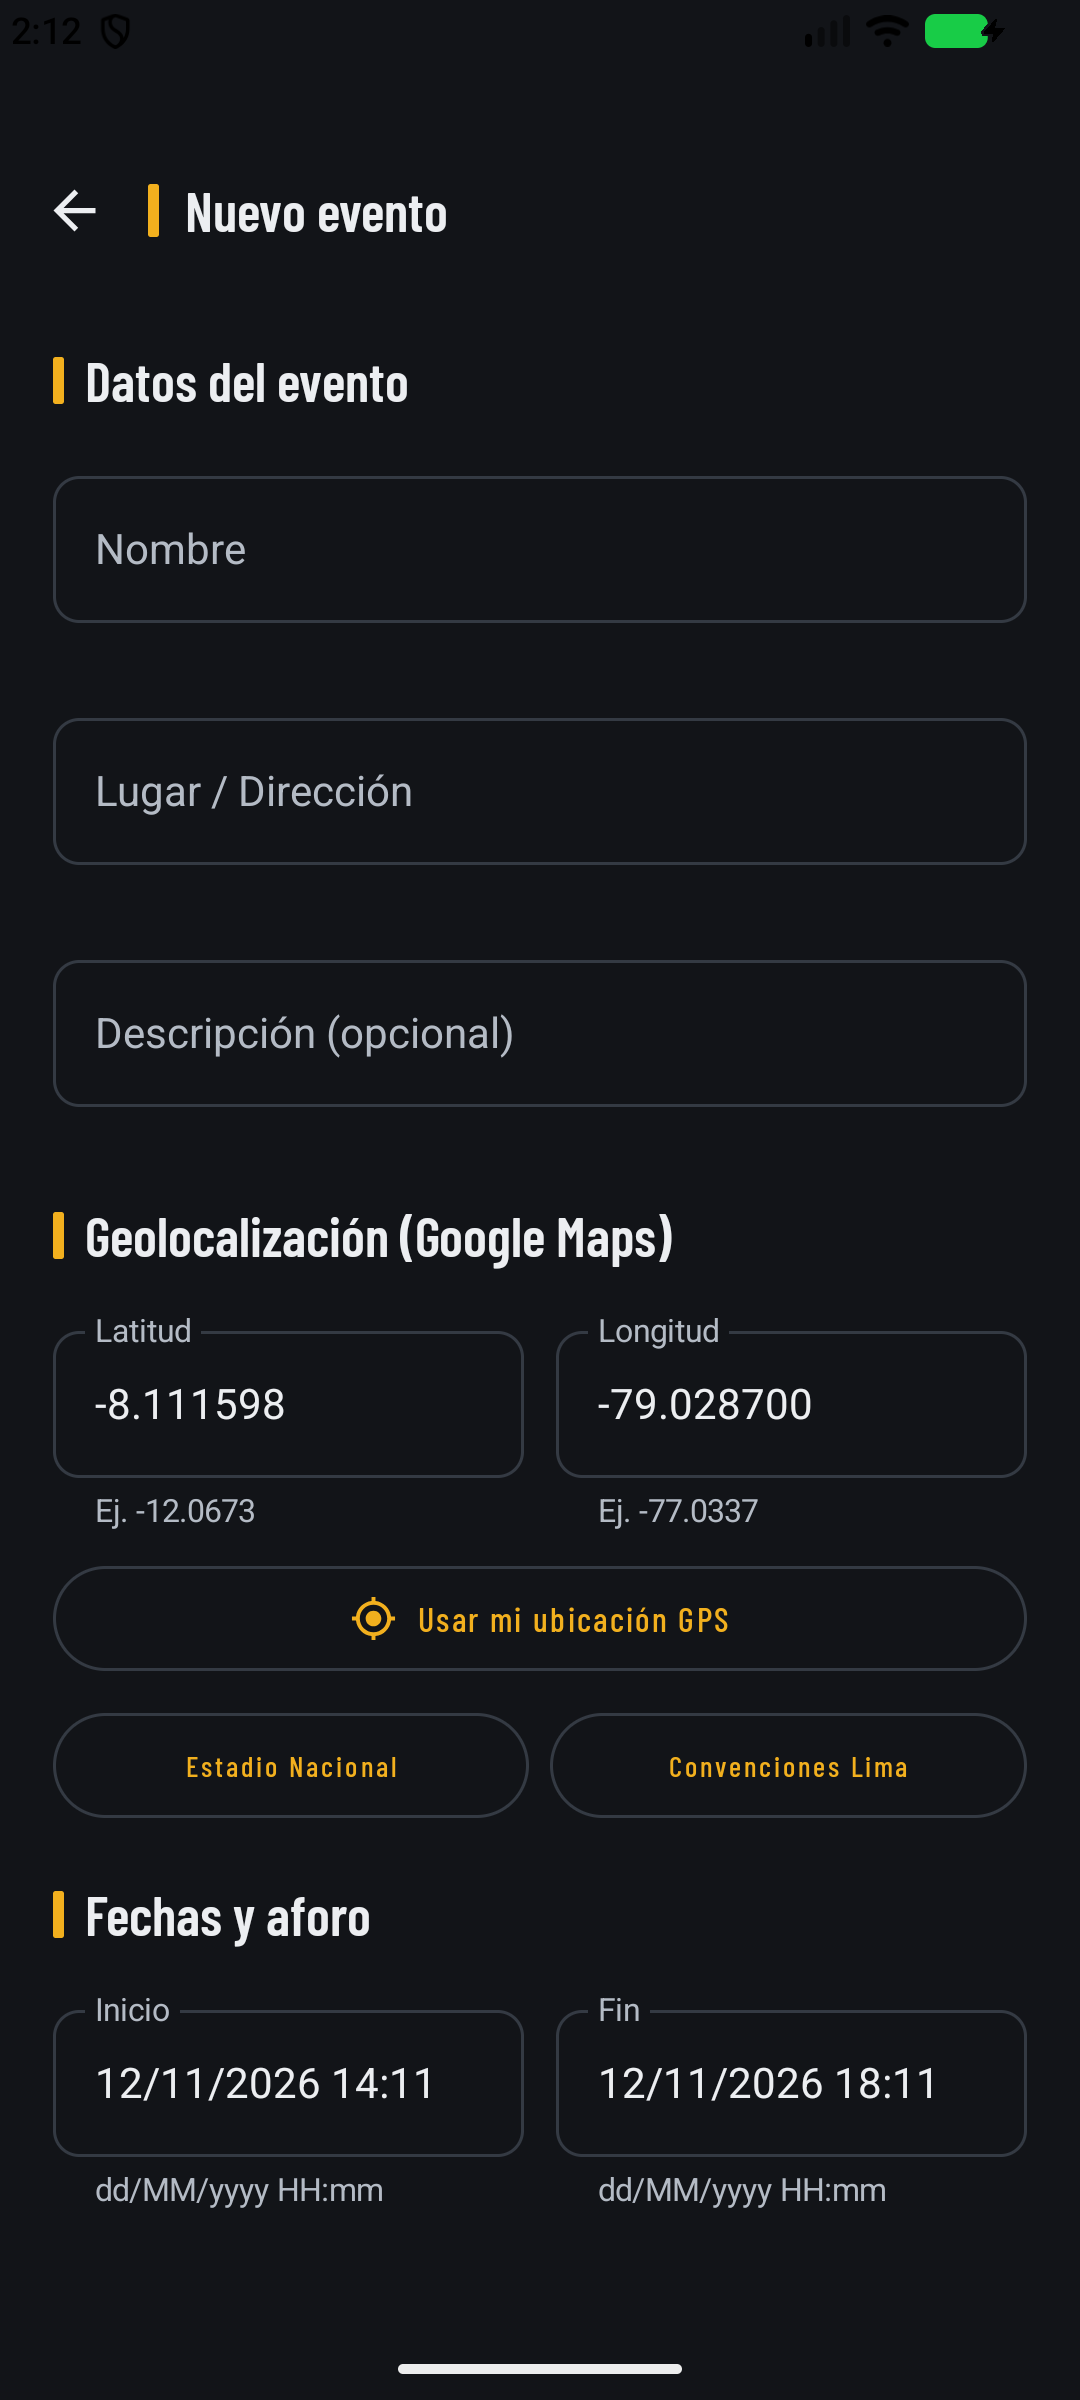 2:12
Nuevo evento
Datos del evento
Nombre
Lugar / Dirección
Descripción (opcional)
Geolocalización (Google Maps)
Latitud
Longitud
-8.111598
-79.028700
Ej. -12.0673
Ej. -77.0337
Usar mi ubicación GPS
Estadio Nacional
Convenciones Lima
Fechas y aforo
Inicio
Fin
12/11/2026 14:11
12/11/2026 18:11
dd/MM/yyyy HH:mm
dd/MM/yyyy HH:mm